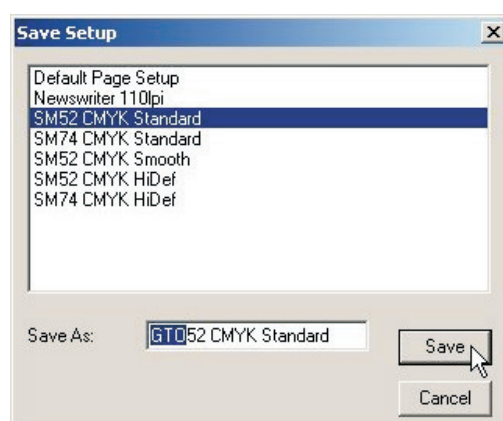 Save Setup
Default Page Setup
Newswriter 110lpi
SM52 CMYK Standard
SM74 CMYK Standard
SM52 CMYK Smooth
SM52 CMYK HiDef
SM74 CMYK HiDef
Save As: GTO52 CMYK Standard
Save
Cancel